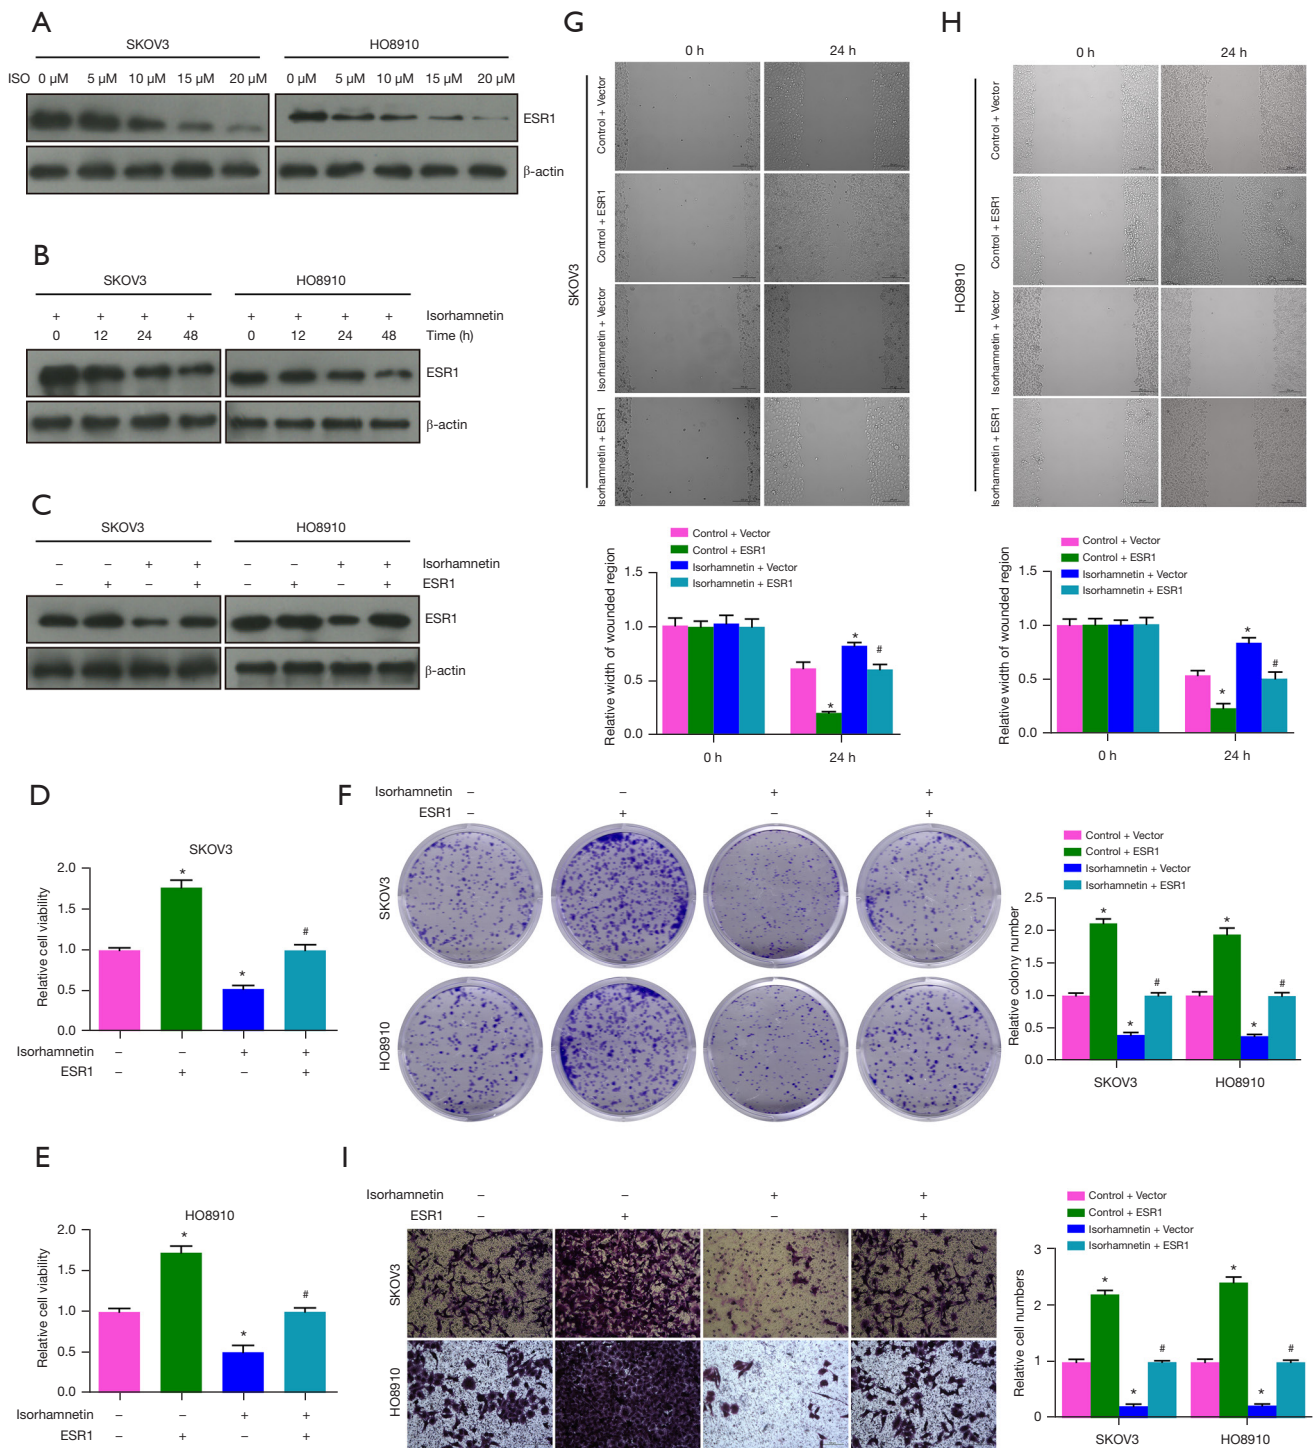 A
SKOV3
HO8910
ISO 0 μM 5 μM 10 μM 15 μM 20 μM 0 μM 5 μM 10 μM 15 μM 20 μM
ESR1
β-actin
B
SKOV3
HO8910
+ + + + + + + + Isorhamnetin
0 12 24 48 0 12 24 48 Time (h)
ESR1
β-actin
C
SKOV3
HO8910
– – + + – – + + Isorhamnetin
– + – + – + – + ESR1
ESR1
β-actin
D
SKOV3
Relative cell viability
2.0
1.5
1.0
0.5
0.0
* * #
Isorhamnetin – – + +
ESR1 – + – +
E
HO8910
Relative cell viability
2.0
1.5
1.0
0.5
0.0
* * #
Isorhamnetin – – + +
ESR1 – + – +
F
Isorhamnetin – – + +
ESR1 – + – +
SKOV3
HO8910
Control + Vector
Control + ESR1
Isorhamnetin + Vector
Isorhamnetin + ESR1
Relative colony number
2.5
2.0
1.5
1.0
0.5
0.0
* * # * * #
SKOV3 HO8910
G
0 h 24 h
SKOV3
Control + Vector
Control + ESR1
Isorhamnetin + Vector
Isorhamnetin + ESR1
Control + Vector
Control + ESR1
Isorhamnetin + Vector
Isorhamnetin + ESR1
Relative width of wounded region
1.5
1.0
0.5
0.0
* * #
0 h 24 h
H
0 h 24 h
HO8910
Control + Vector
Control + ESR1
Isorhamnetin + Vector
Isorhamnetin + ESR1
Control + Vector
Control + ESR1
Isorhamnetin + Vector
Isorhamnetin + ESR1
Relative width of wounded region
1.5
1.0
0.5
0.0
* * #
0 h 24 h
I
Isorhamnetin – – + +
ESR1 – + – +
SKOV3
HO8910
Control + Vector
Control + ESR1
Isorhamnetin + Vector
Isorhamnetin + ESR1
Relative cell numbers
3
2
1
0
* * # * * #
SKOV3 HO8910